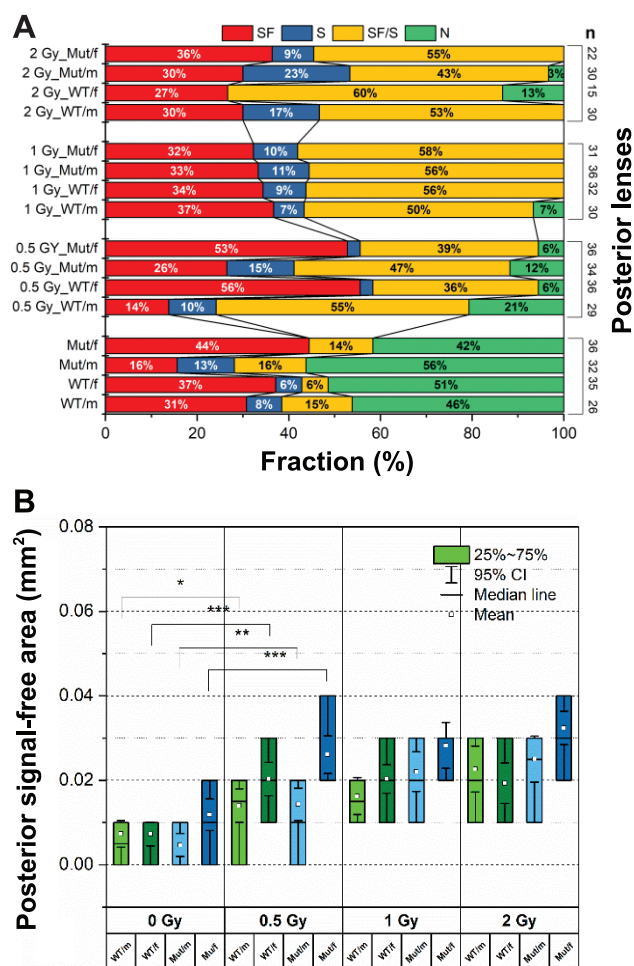 A
SF S SF/S N n
2 Gy_Mut/f 36% 9% 55% 22
2 Gy_Mut/m 30% 23% 43% 3% 30
2 Gy_WT/f 27% 60% 13% 15
2 Gy_WT/m 30% 17% 53% 30
1 Gy_Mut/f 32% 10% 58% 31
1 Gy_Mut/m 33% 11% 56% 36
1 Gy_WT/f 34% 9% 56% 32
1 Gy_WT/m 37% 7% 50% 7% 30
0.5 GY_Mut/f 53% 39% 6% 36
0.5 Gy_Mut/m 26% 15% 47% 12% 34
0.5 Gy_WT/f 56% 36% 6% 36
0.5 Gy_WT/m 14% 10% 55% 21% 29
Mut/f 44% 14% 42% 36
Mut/m 16% 13% 16% 56% 32
WT/f 37% 6% 6% 51% 35
WT/m 31% 8% 15% 46% 26
Posterior lenses
0 20 40 60 80 100
Fraction (%)
B
Posterior signal-free area (mm²)
0.08
0.06
0.04
0.02
0.00
25%~75%
95% CI
Median line
Mean
*
***
**
***
0 Gy 0.5 Gy 1 Gy 2 Gy
WT/m WT/f Mut/m Mu/f WT/m WT/f Mut/m Mut/f WT/m WT/f Mut/m Mut/f WT/m WT/f Mut/m Mut/f